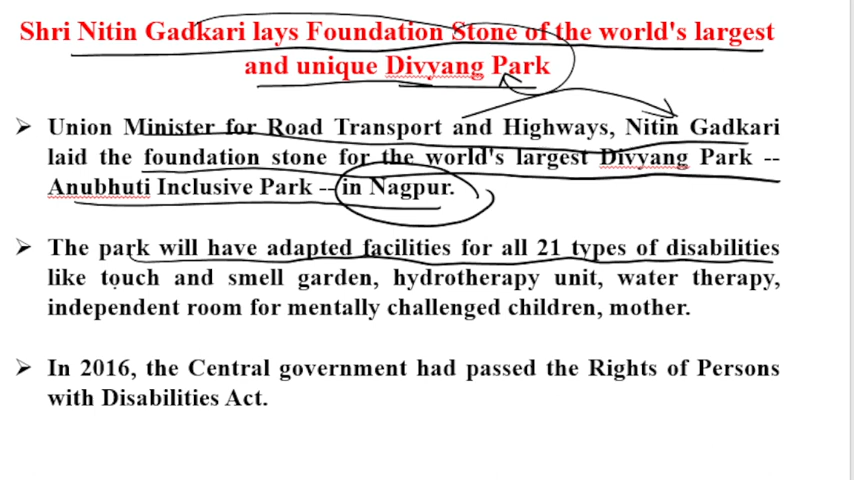 Shri Nitin Gadkari lays Foundation Stone of the world's largest
and unique Divyang Park
➢ Union Minister for Road Transport and Highways, Nitin Gadkari
laid the foundation stone for the world's largest Divyang Park --
Anubhuti Inclusive Park -- in Nagpur.
➢ The park will have adapted facilities for all 21 types of disabilities
like touch and smell garden, hydrotherapy unit, water therapy,
independent room for mentally challenged children, mother.
➢ In 2016, the Central government had passed the Rights of Persons
with Disabilities Act.